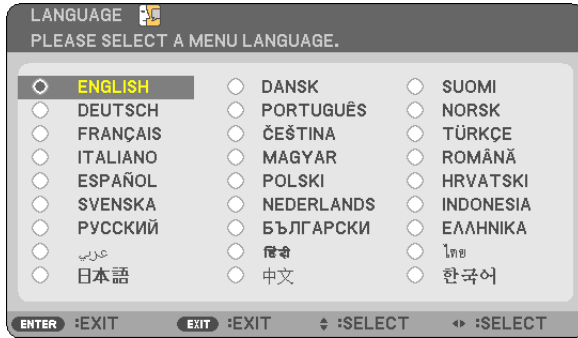 LANGUAGE
PLEASE SELECT A MENU LANGUAGE.
ENGLISH DANSK SUOMI
DEUTSCH PORTUGUÊS NORSK
FRANÇAIS ČEŠTINA TÜRKÇE
ITALIANO MAGYAR ROMÂNĂ
ESPAÑOL POLSKI HRVATSKI
SVENSKA NEDERLANDS INDONESIA
РУССКИЙ БЪЛГАРСКИ ΕΛΛΗΝΙΚΑ
عربي हिंदी ไทย
日本語 中文 한국어
ENTER :EXIT EXIT :EXIT :SELECT :SELECT